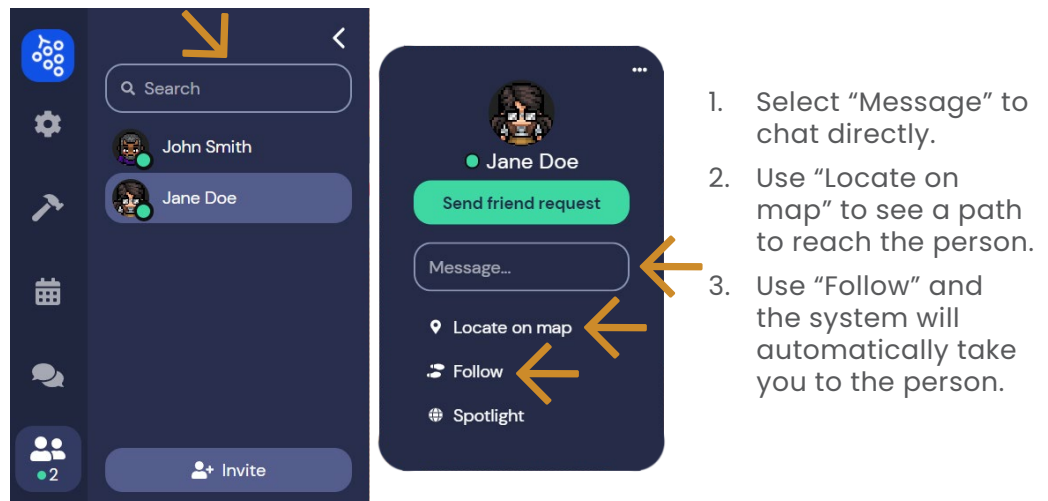 Search
John Smith
Jane Doe
2
Invite
Jane Doe
Send friend request
Message...
Locate on map
Follow
Spotlight
1. Select “Message” to
chat directly.
2. Use “Locate on
map” to see a path
to reach the person.
3. Use “Follow” and
the system will
automatically take
you to the person.